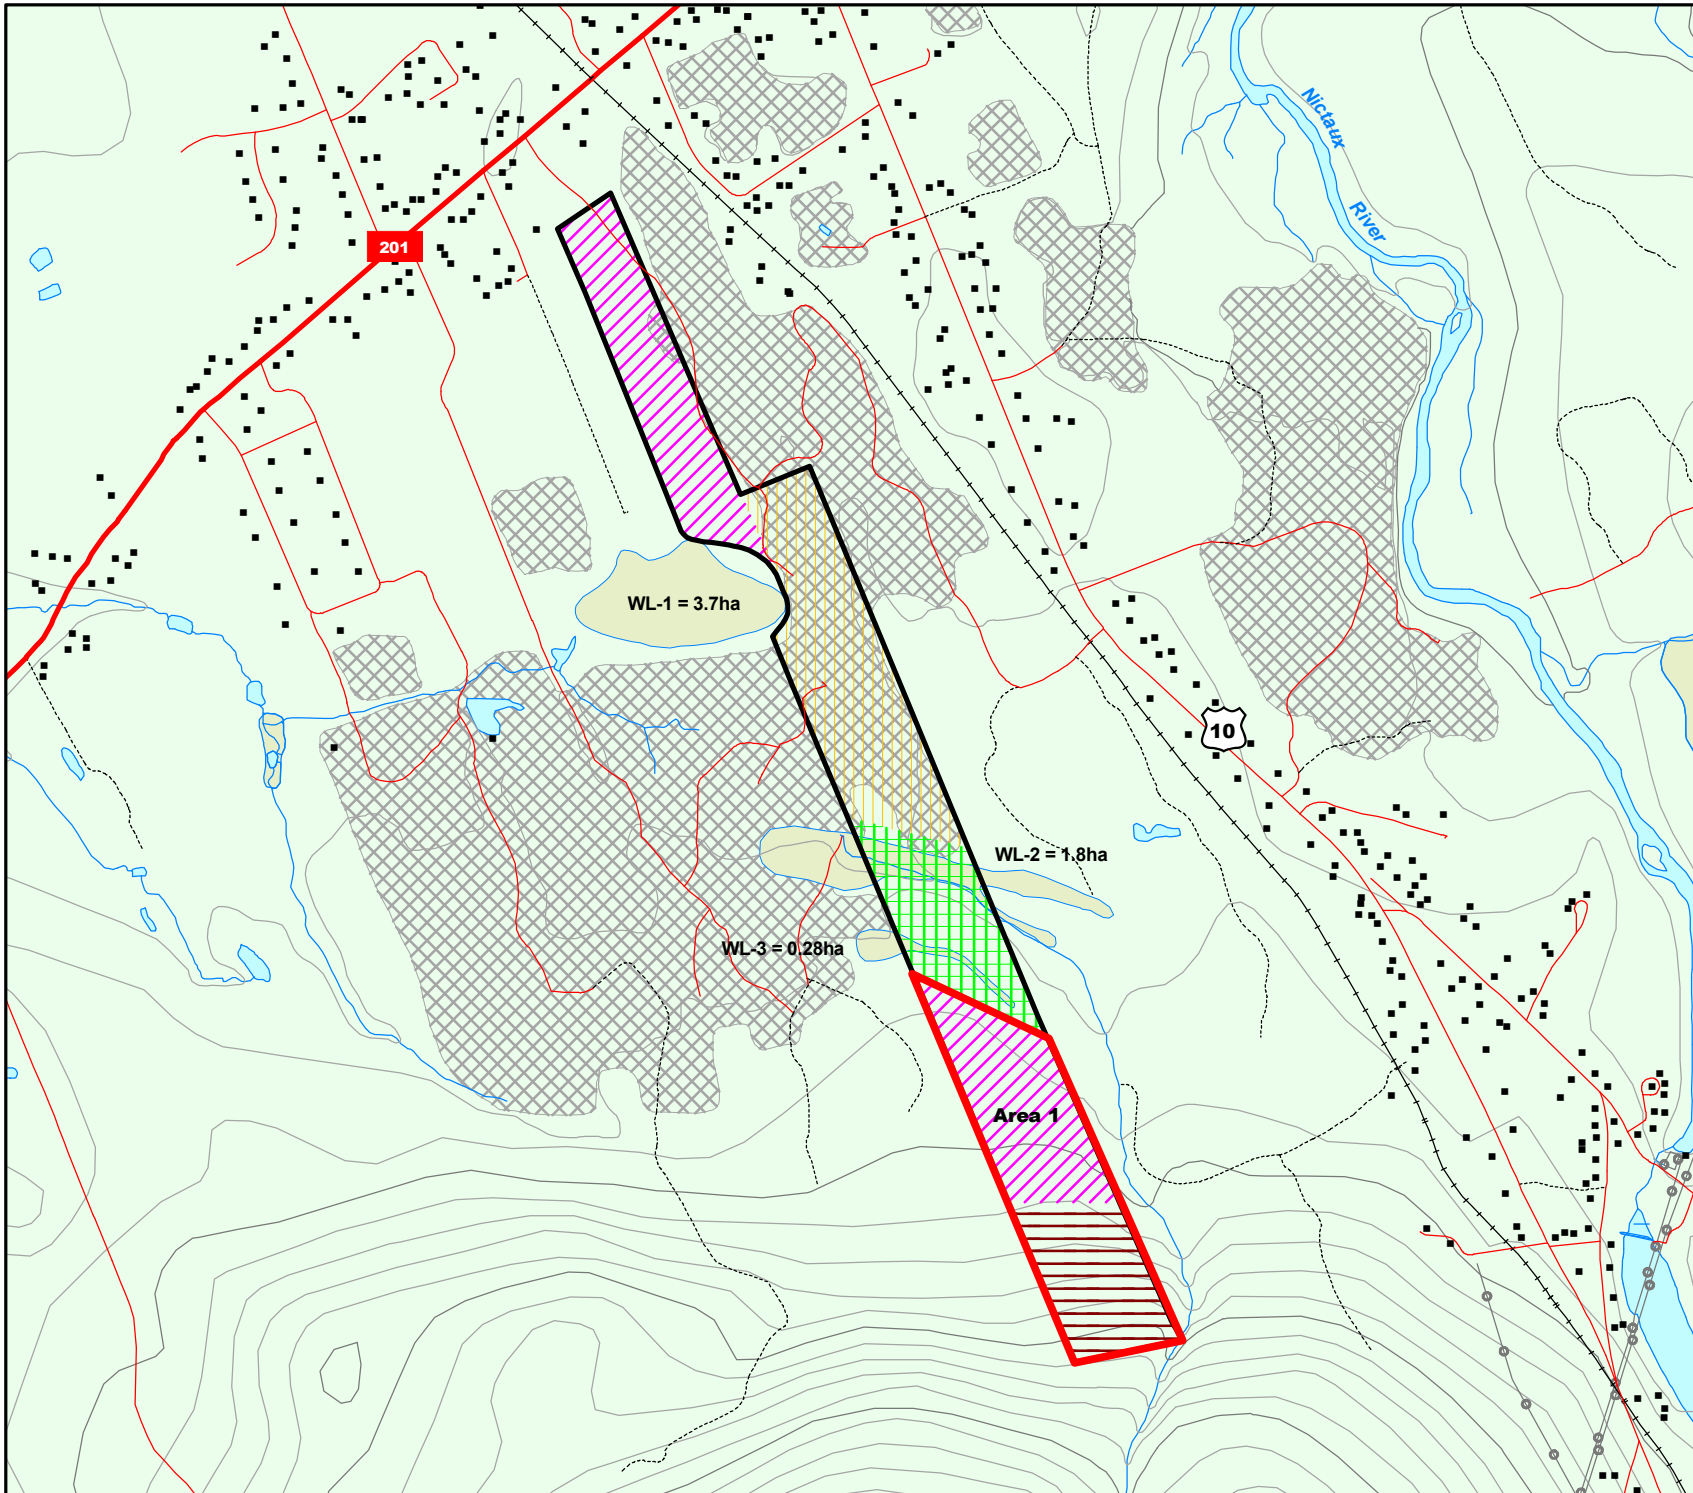 Nictaux
River
201
WL-1 = 3.7ha
10
WL-2 = 1.8ha
WL-3 = 0.28ha
Area 1